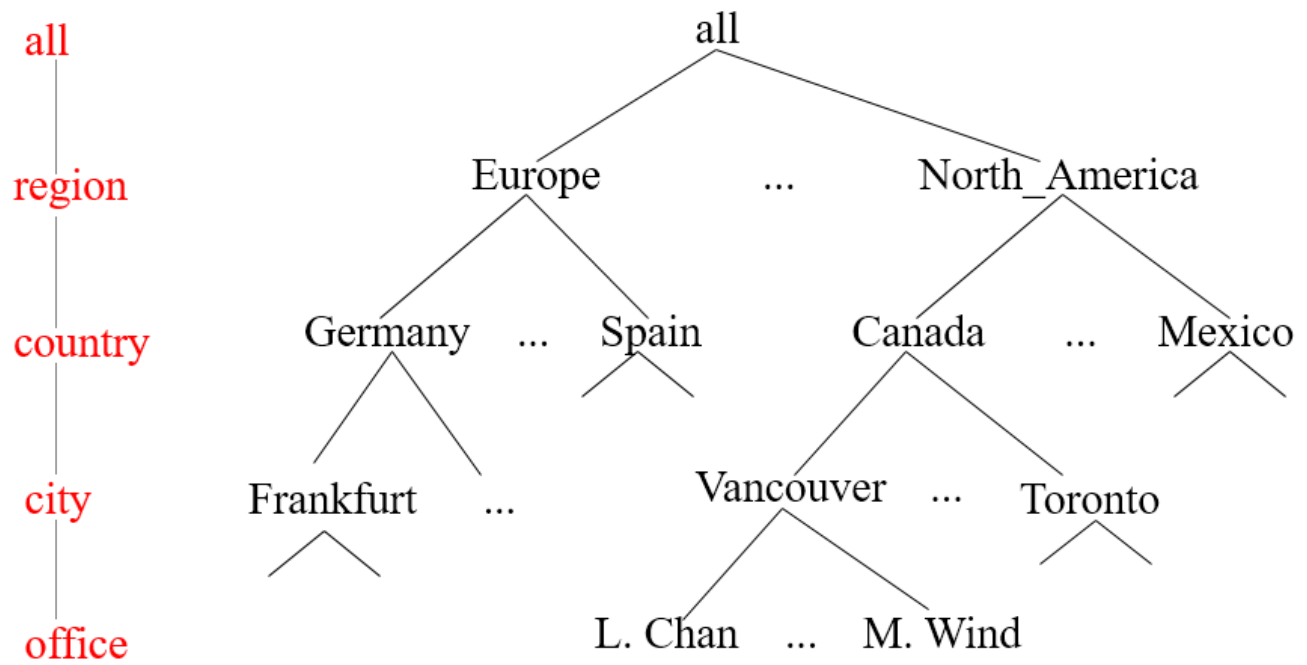 all
all
region
Europe ... North_America
country
Germany ... Spain Canada ... Mexico
city
Frankfurt ... Vancouver ... Toronto
office
L. Chan ... M. Wind